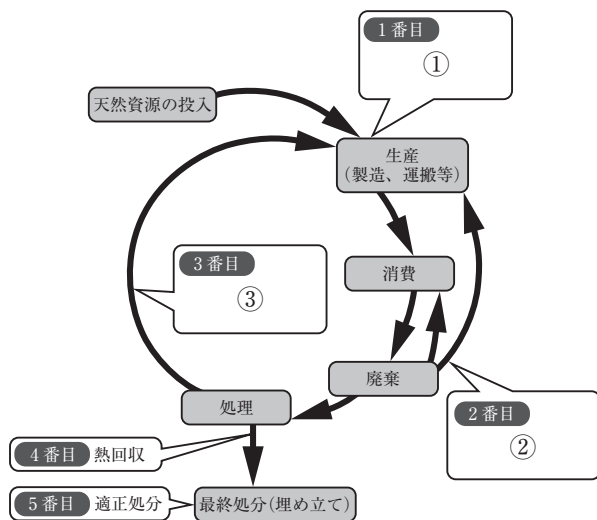 1番目
①
天然資源の投入
生産
（製造、運搬等）
3番目
③
消費
廃棄
処理
2番目
②
4番目 熱回収
5番目 適正処分
最終処分(埋め立て)